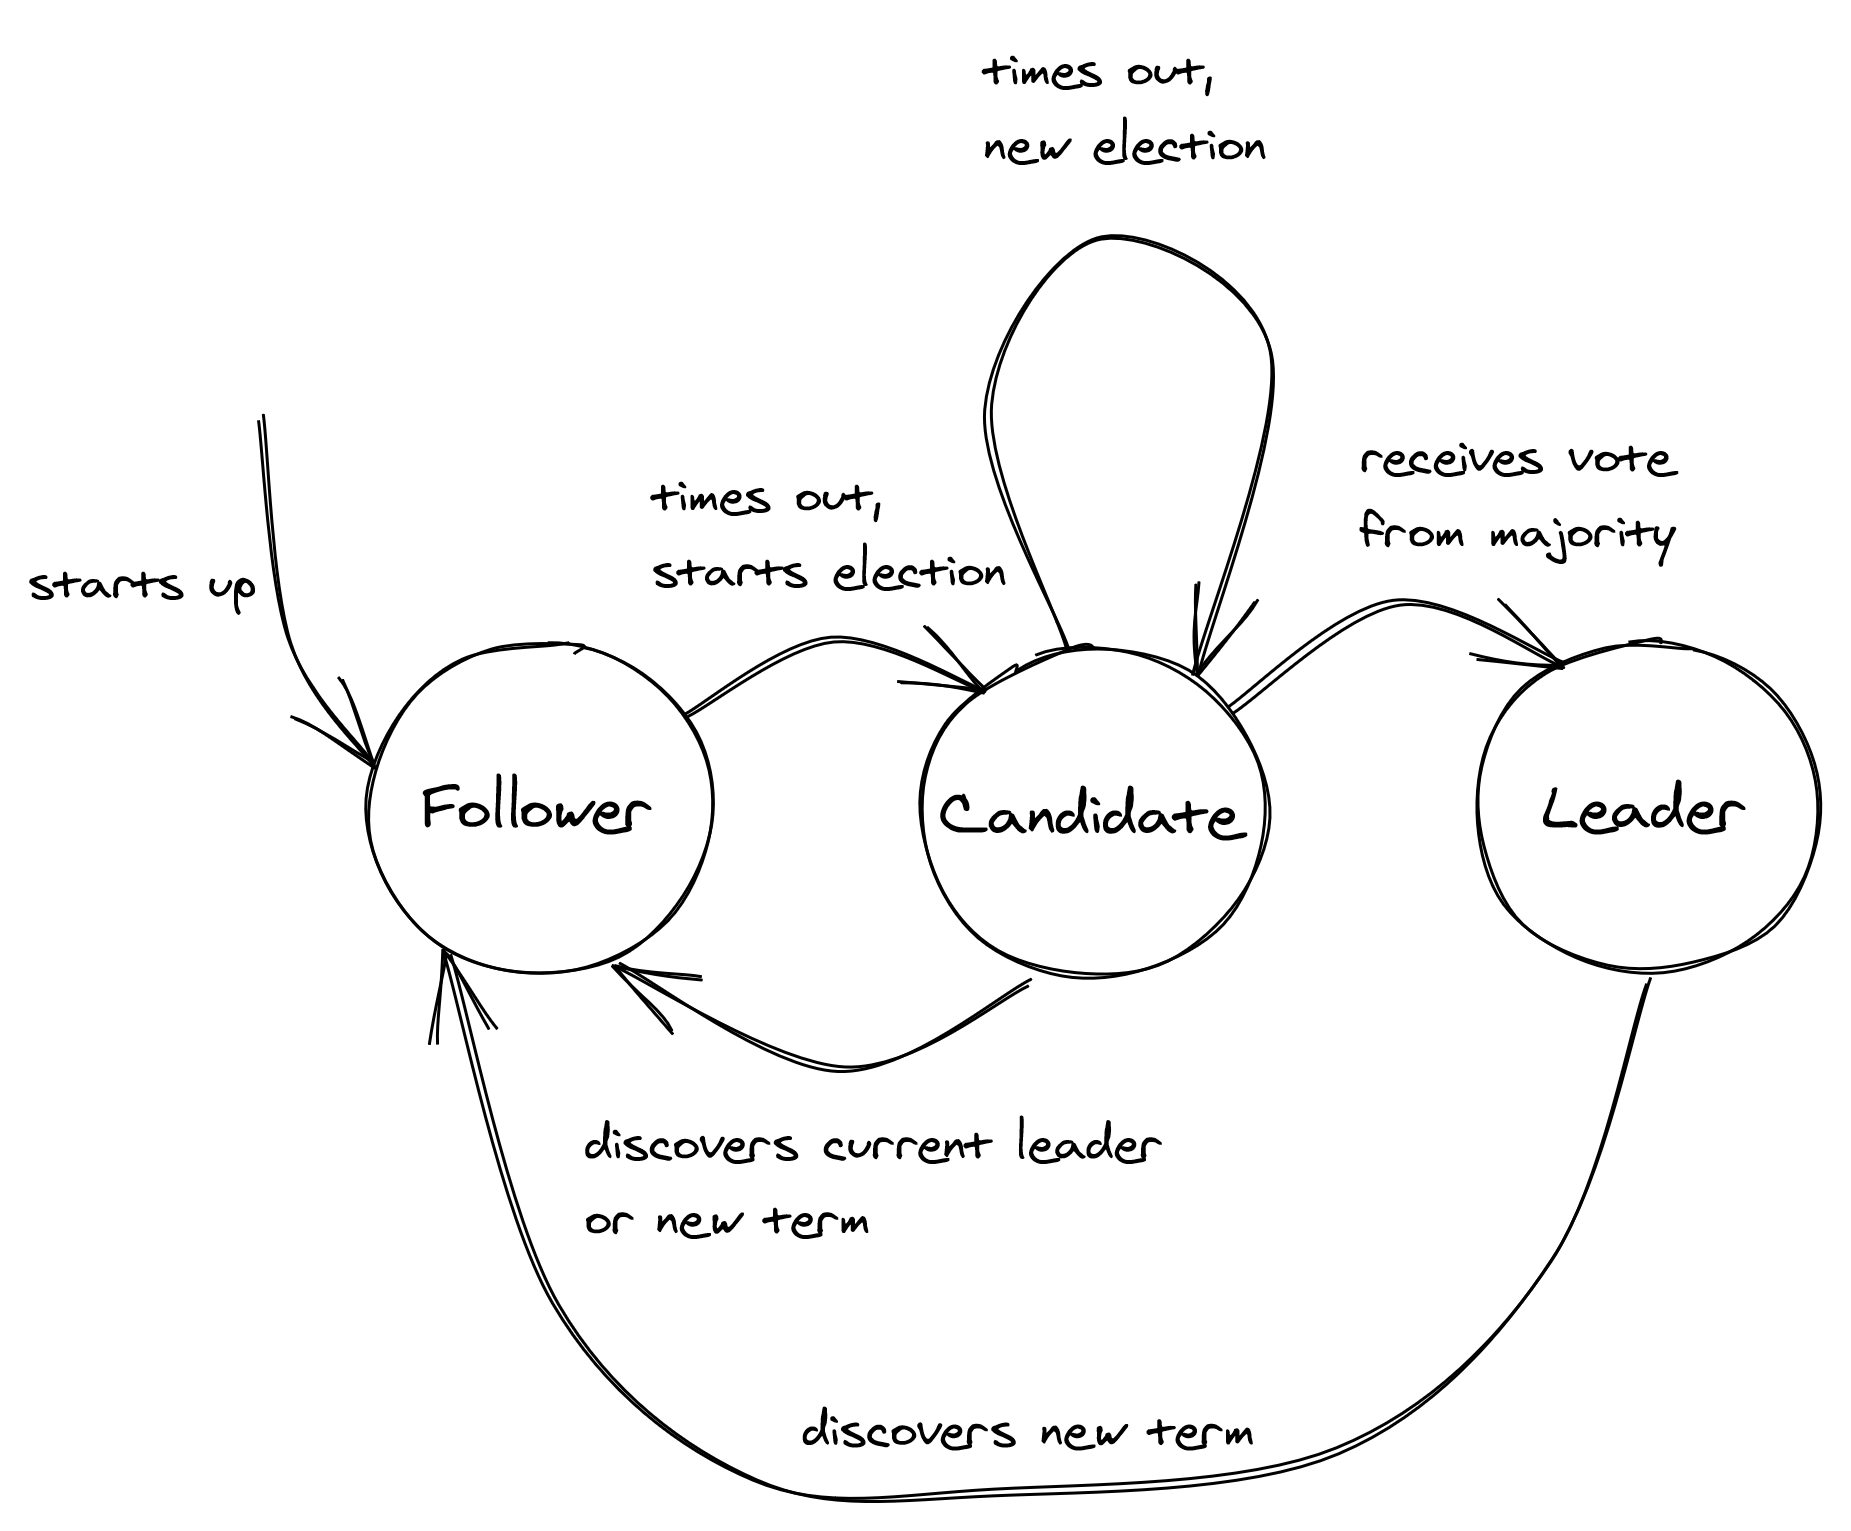 times out,
new election
receives vote
from majority
times out,
starts election
starts up
Follower
Candidate
Leader
discovers current leader
or new term
discovers new term